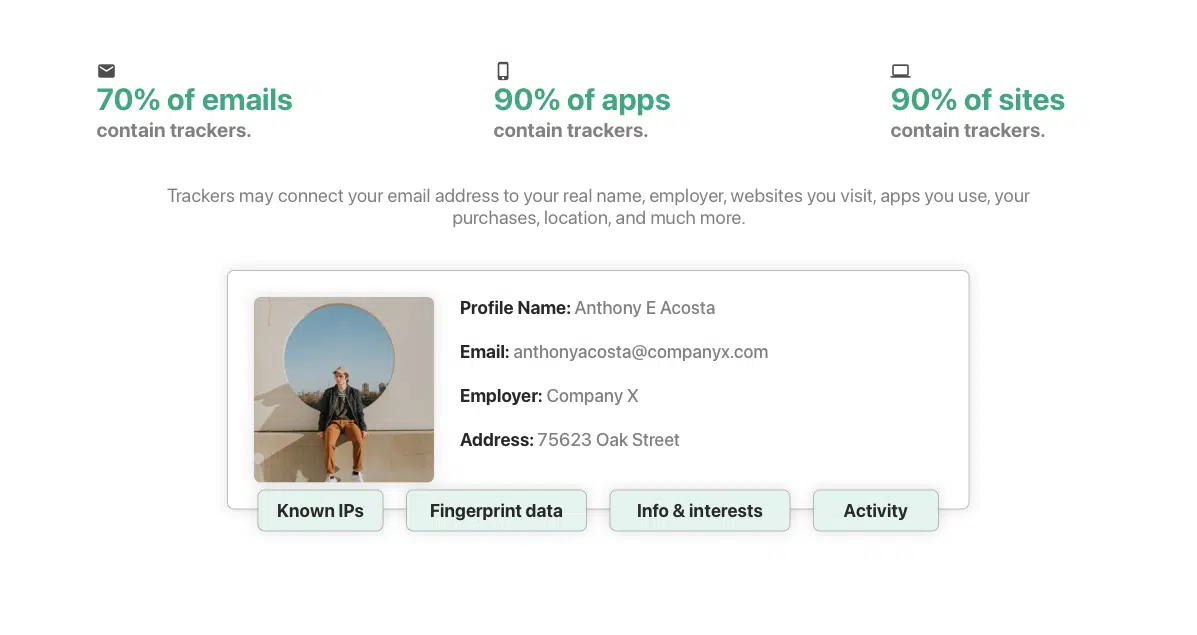 70% of emails
contain trackers.
90% of apps
contain trackers.
90% of sites
contain trackers.
Trackers may connect your email address to your real name, employer, websites you visit, apps you use, your
purchases, location, and much more.
Profile Name: Anthony E Acosta
Email: anthonyacosta@companyx.com
Employer: Company X
Address: 75623 Oak Street
Known IPs
Fingerprint data
Info & interests
Activity